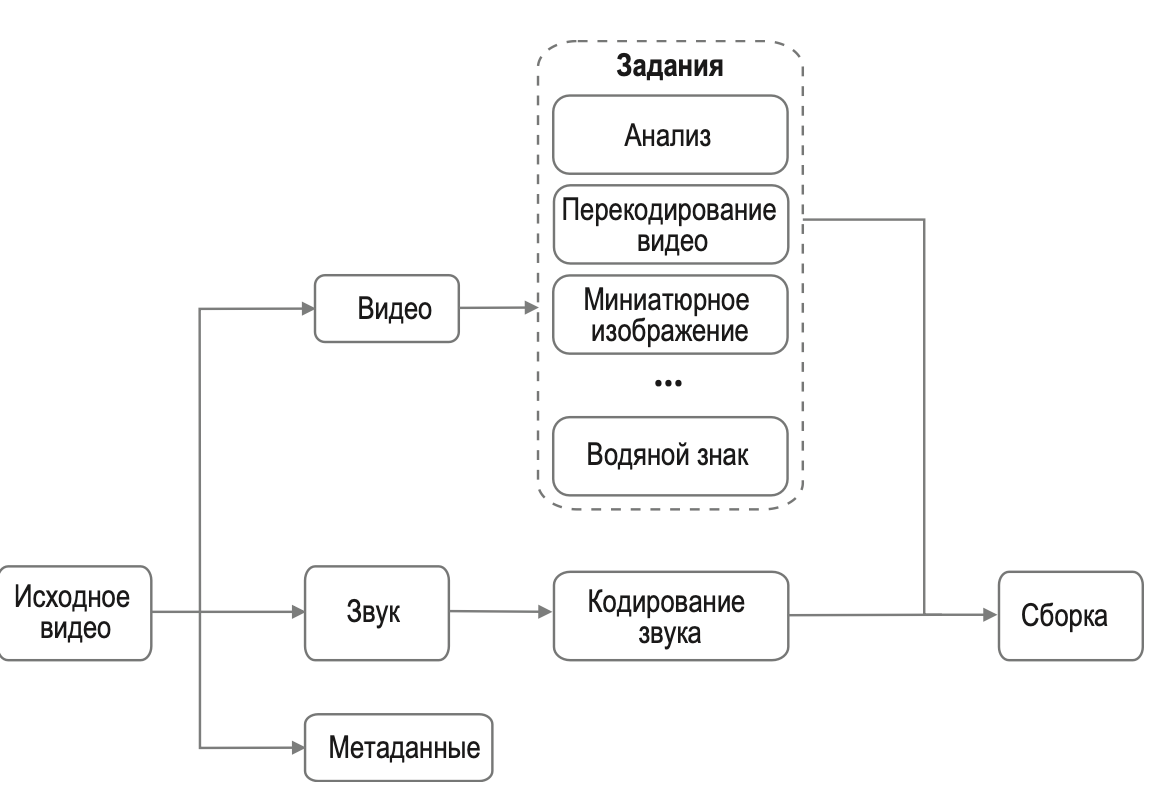 Задания
Анализ
Перекодирование
видео
Видео
Миниатюрное
изображение
...
Водяной знак
Исходное
видео
Звук
Кодирование
звука
Сборка
Метаданные